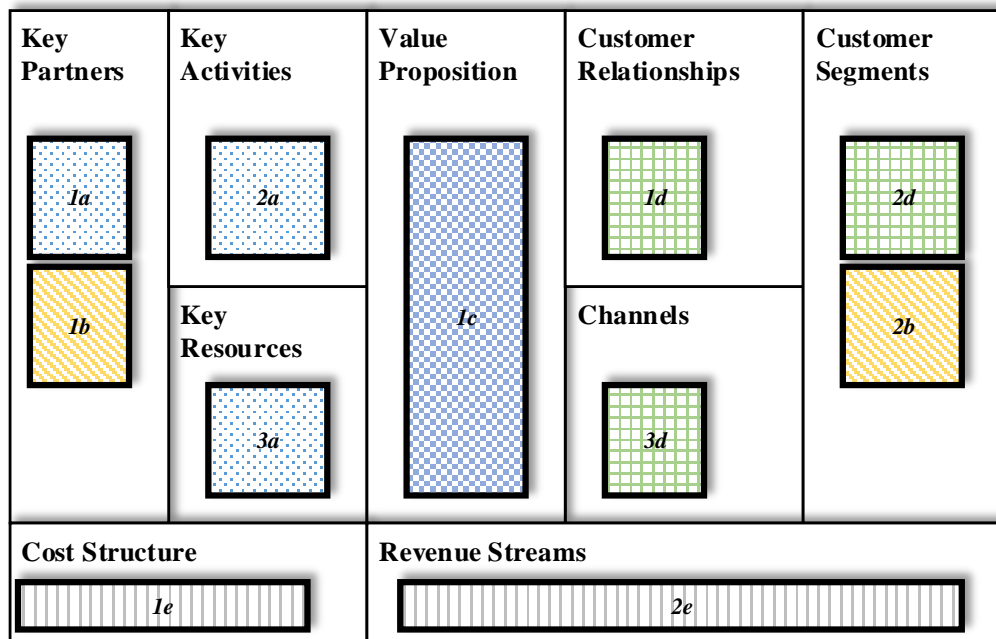 Key
Partners
1a
1b
Key
Activities
2a
Key
Resources
3a
Value
Proposition
1c
Customer
Relationships
1d
Channels
3d
Customer
Segments
2d
2b
Cost Structure
1e
Revenue Streams
2e